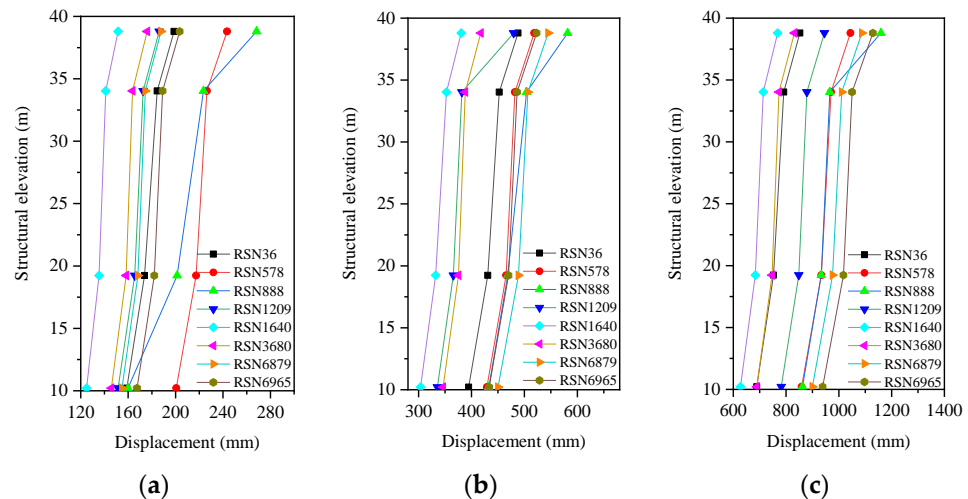 40
35
30
25
20
15
10
Structural elevation (m)
RSN36
RSN578
RSN888
RSN1209
RSN1640
RSN3680
RSN6879
RSN6965
120 160 200 240 280
Displacement (mm)
(a)
40
35
30
25
20
15
10
Structural elevation (m)
RSN36
RSN578
RSN888
RSN1209
RSN1640
RSN3680
RSN6879
RSN6965
300 400 500 600
Displacement (mm)
(b)
40
35
30
25
20
15
10
Structural elevation (m)
RSN36
RSN578
RSN888
RSN1209
RSN1640
RSN3680
RSN6879
RSN6965
600 800 1000 1200 1400
Displacement (mm)
(c)